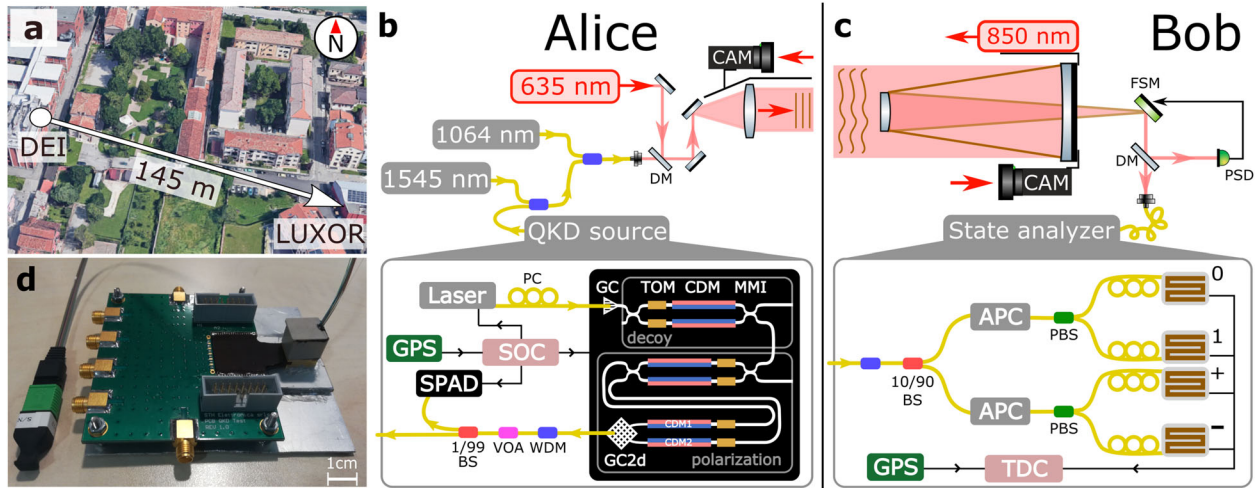 a
N
DEI
145 m
LUXOR
b
Alice
CAM
635 nm
1064 nm
1545 nm
DM
QKD source
PC
Laser
GC
TOM
CDM
MMI
decoy
GPS
SOC
SPAD
CDM1
CDM2
1/99
BS
VOA
WDM
GC2d
polarization
c
Bob
850 nm
FSM
DM
PSD
CAM
State analyzer
0
APC
PBS
1
10/90
BS
+
APC
PBS
-
GPS
TDC
d
N/S
1cm